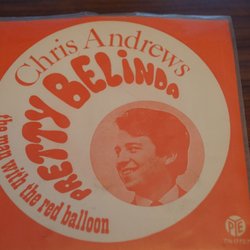 Chris Andrews
PRETTY BELINDA
the man with the red balloon
PYE